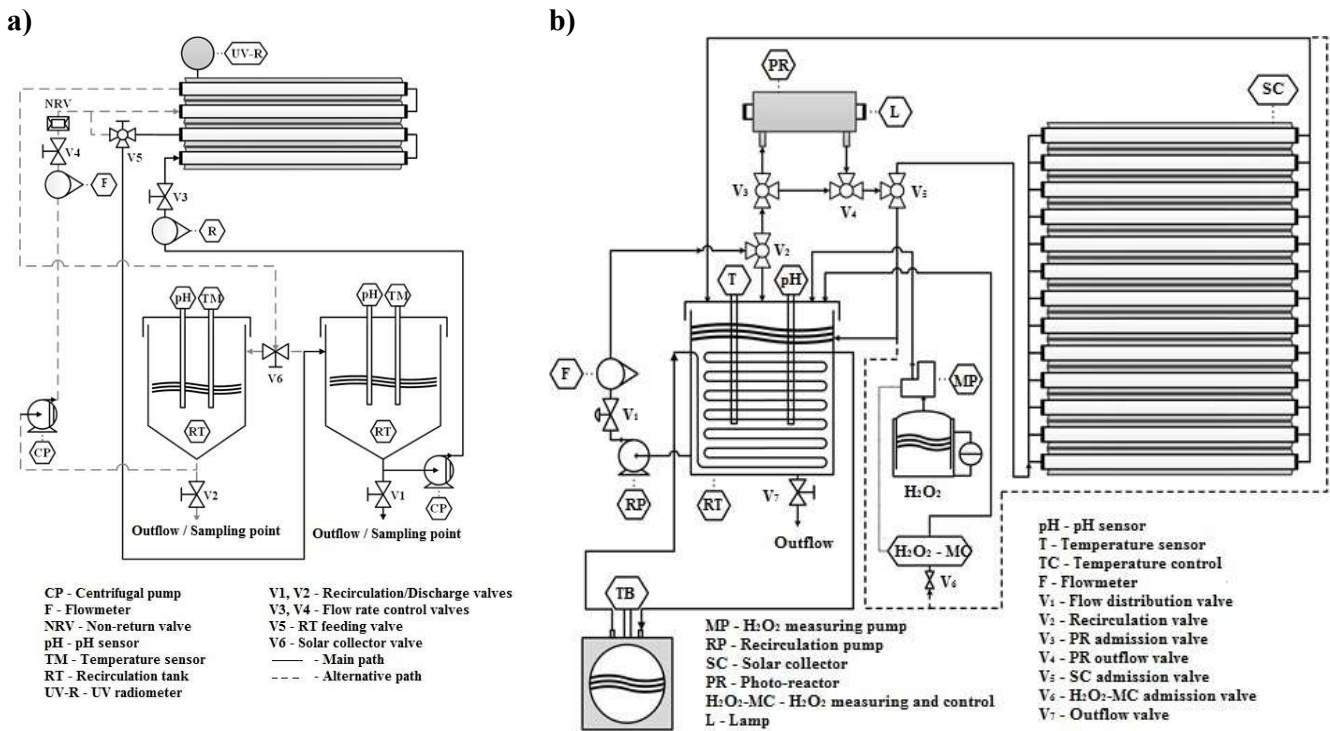 a)
UV-R
NRV
V4
V5
F
V3
R
pH
TM
pH
TM
V6
RT
RT
CP
V2
V1
CP
Outflow / Sampling point
Outflow / Sampling point
CP - Centrifugal pump
F - Flowmeter
NRV - Non-return valve
pH - pH sensor
TM - Temperature sensor
RT - Recirculation tank
UV-R - UV radiometer
V1, V2 - Recirculation/Discharge valves
V3, V4 - Flow rate control valves
V5 - RT feeding valve
V6 - Solar collector valve
- Main path
- Alternative path
b)
PR
SC
L
V3
V4
V5
V2
T
pH
F
MP
V1
RP
RT
V7
H2O2
Outflow
H2O2 - MC
V6
TB
MP - H2O2 measuring pump
RP - Recirculation pump
SC - Solar collector
PR - Photo-reactor
H2O2-MC - H2O2 measuring and control
L - Lamp
pH - pH sensor
T - Temperature sensor
TC - Temperature control
F - Flowmeter
V1 - Flow distribution valve
V2 - Recirculation valve
V3 - PR admission valve
V4 - PR outflow valve
V5 - SC admission valve
V6 - H2O2-MC admission valve
V7 - Outflow valve